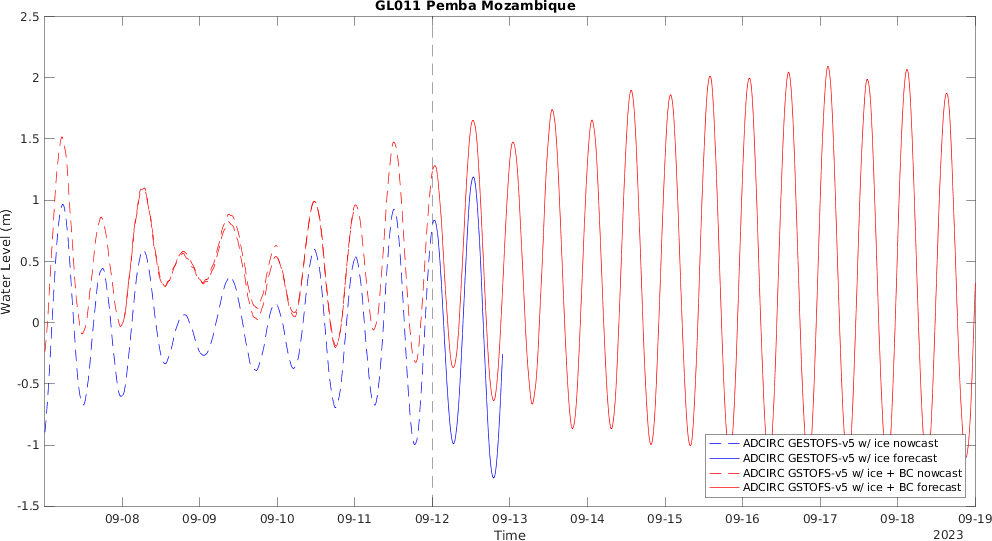 GL011 Pemba Mozambique
2.5
2
1.5
1
0.5
0
-0.5
-1
-1.5
Water Level (m)
ADCIRC GESTOFS-v5 w/ ice nowcast
ADCIRC GESTOFS-v5 w/ ice forecast
ADCIRC GSTOFS-v5 w/ ice + BC nowcast
ADCIRC GSTOFS-v5 w/ ice + BC forecast
09-08 09-09 09-10 09-11 09-12 09-13 09-14 09-15 09-16 09-17 09-18 09-19
Time
2023